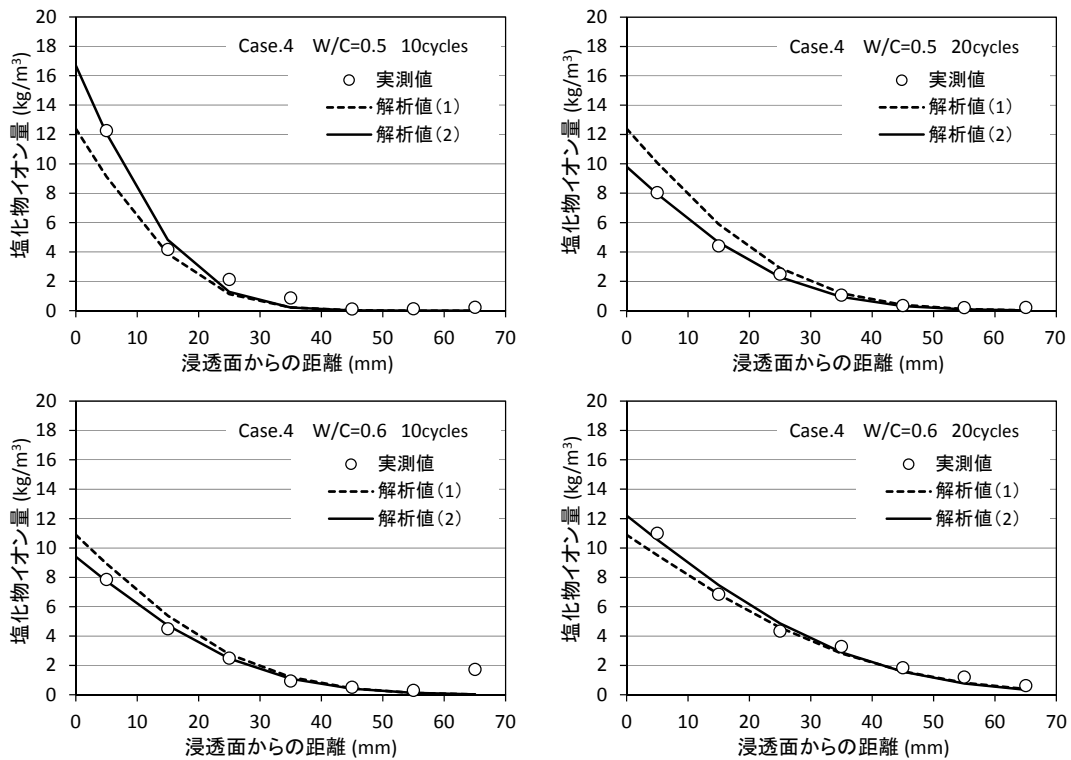 塩化物イオン量 (kg/m³)
20
18
16
14
12
10
8
6
4
2
0
Case.4 W/C=0.5 10cycles
実測値
解析値(1)
解析値(2)
0 10 20 30 40 50 60 70
浸透面からの距離 (mm)
塩化物イオン量 (kg/m³)
20
18
16
14
12
10
8
6
4
2
0
Case.4 W/C=0.5 20cycles
実測値
解析値(1)
解析値(2)
0 10 20 30 40 50 60 70
浸透面からの距離 (mm)
塩化物イオン量 (kg/m³)
20
18
16
14
12
10
8
6
4
2
0
Case.4 W/C=0.6 10cycles
実測値
解析値(1)
解析値(2)
0 10 20 30 40 50 60 70
浸透面からの距離 (mm)
塩化物イオン量 (kg/m³)
20
18
16
14
12
10
8
6
4
2
0
Case.4 W/C=0.6 20cycles
実測値
解析値(1)
解析値(2)
0 10 20 30 40 50 60 70
浸透面からの距離 (mm)